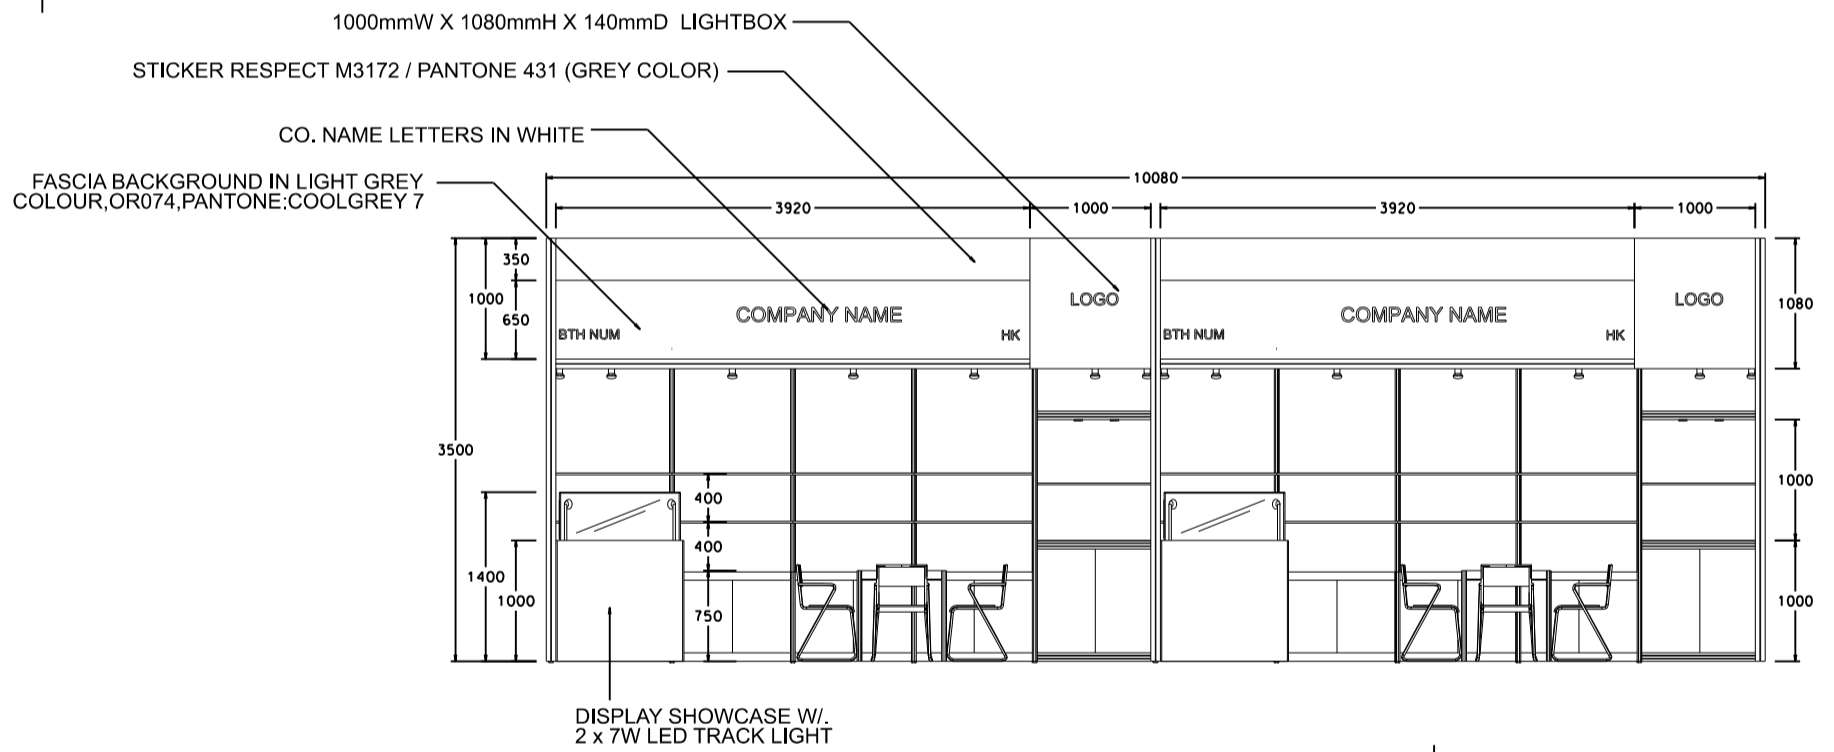 1000mmW X 1080mmH X 140mmD LIGHTBOX
STICKER RESPECT M3172 / PANTONE 431 (GREY COLOR)
CO. NAME LETTERS IN WHITE
FASCIA BACKGROUND IN LIGHT GREY
COLOUR,OR074,PANTONE;COOLGREY 7
10080
3920 1000 3920 1000
350
1000
650
COMPANY NAME
BTH NUM
HK
LOGO
COMPANY NAME
BTH NUM
HK
LOGO
1080
3500
400
400
750
1400
1000
1000
1000
DISPLAY SHOWCASE W/.
2 x 7W LED TRACK LIGHT